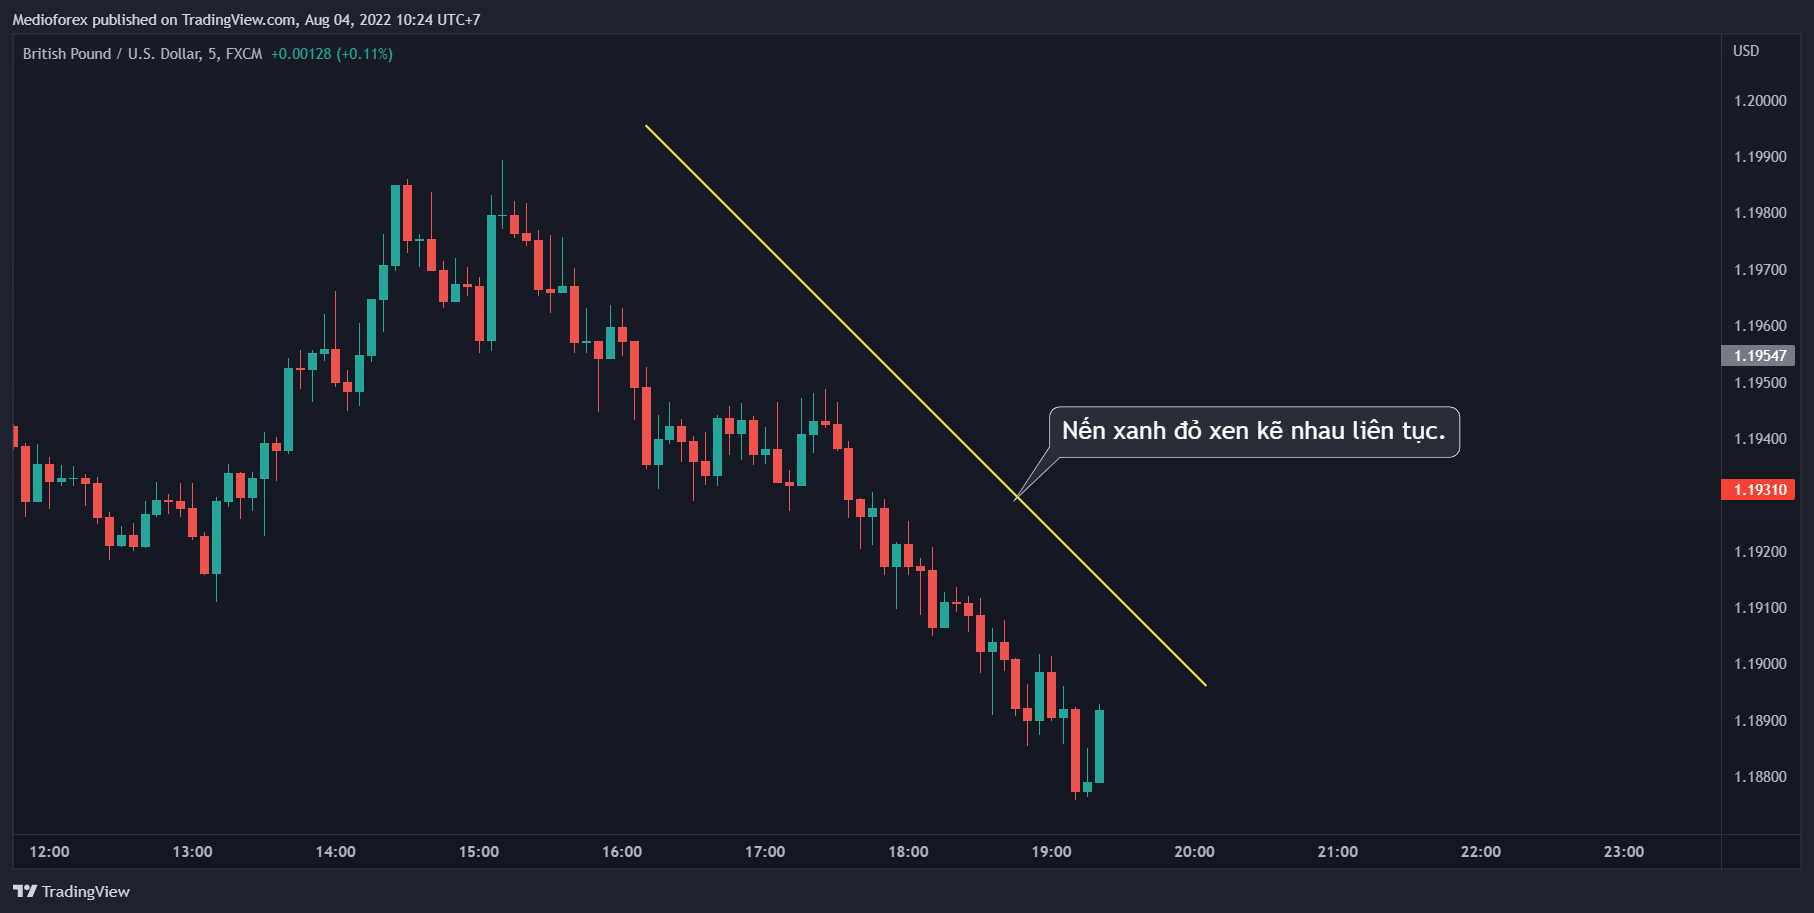 Medioforex published on TradingView.com, Aug 04, 2022 10:24 UTC+7
British Pound / U.S. Dollar, 5, FXCM +0.00128 (+0.11%)
USD
1.20000
1.19900
1.19800
1.19700
1.19600
1.19547
1.19500
Nến xanh đỏ xen kẽ nhau liên tục.
1.19400
1.19310
1.19200
1.19100
1.19000
1.18900
1.18800
12:00 13:00 14:00 15:00 16:00 17:00 18:00 19:00 20:00 21:00 22:00 23:00
TradingView